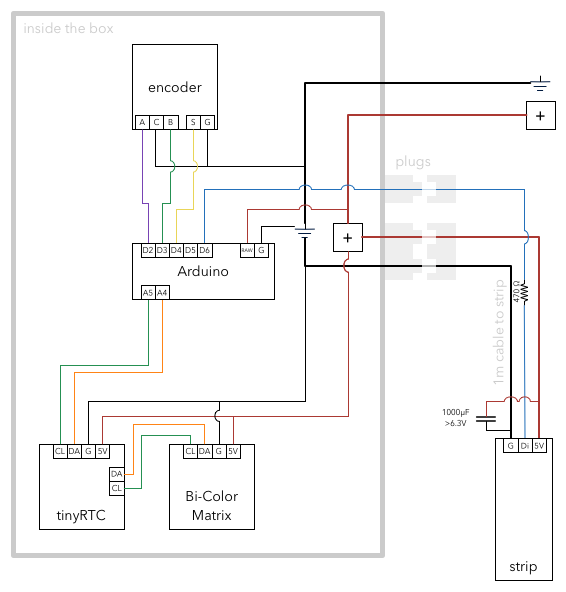 inside the box
encoder
A C B S G
+
plugs
+
D2 D3 D4 D5 D6 RAW G
Arduino
A5 A4
470 Ω
1m cable to strip
1000µF
>6.3V
CL DA G 5V
DA
CL
tinyRTC
CL DA G 5V
Bi-Color
Matrix
G Di 5V
strip